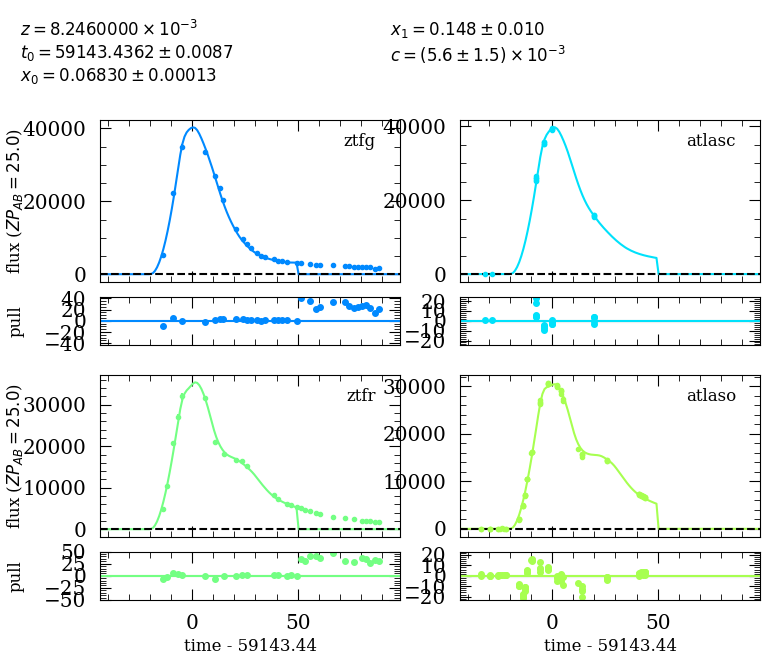 z = 8.2460000 × 10⁻³
t₀ = 59143.4362 ± 0.0087
x₀ = 0.06830 ± 0.00013
x₁ = 0.148 ± 0.010
c = (5.6 ± 1.5) × 10⁻³
flux (ZP_AB = 25.0)
40000
20000
0
ztfg
40000
20000
0
atlasc
pull
40
20
0
−20
−40
20
10
0
−10
−20
flux (ZP_AB = 25.0)
30000
20000
10000
0
ztfr
30000
20000
10000
0
atlaso
pull
50
25
0
−25
−50
20
10
0
−10
−20
0
50
0
50
time - 59143.44
time - 59143.44